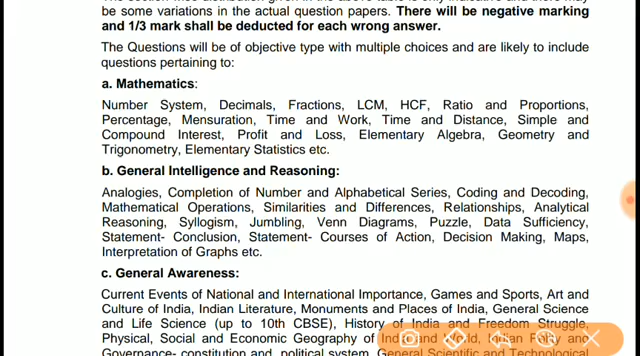 be some variations in the actual question papers. There will be negative marking
and 1/3 mark shall be deducted for each wrong answer.
The Questions will be of objective type with multiple choices and are likely to include
questions pertaining to:
a. Mathematics:
Number System, Decimals, Fractions, LCM, HCF, Ratio and Proportions,
Percentage, Mensuration, Time and Work, Time and Distance, Simple and
Compound Interest, Profit and Loss, Elementary Algebra, Geometry and
Trigonometry, Elementary Statistics etc.
b. General Intelligence and Reasoning:
Analogies, Completion of Number and Alphabetical Series, Coding and Decoding,
Mathematical Operations, Similarities and Differences, Relationships, Analytical
Reasoning, Syllogism, Jumbling, Venn Diagrams, Puzzle, Data Sufficiency,
Statement- Conclusion, Statement- Courses of Action, Decision Making, Maps,
Interpretation of Graphs etc.
c. General Awareness:
Current Events of National and International Importance, Games and Sports, Art and
Culture of India, Indian Literature, Monuments and Places of India, General Science
and Life Science (up to 10th CBSE), History of India and Freedom Struggle,
Physical, Social and Economic Geography of India and World, Indian Polity and
Governance- constitution and political system, General Scientific and Technological